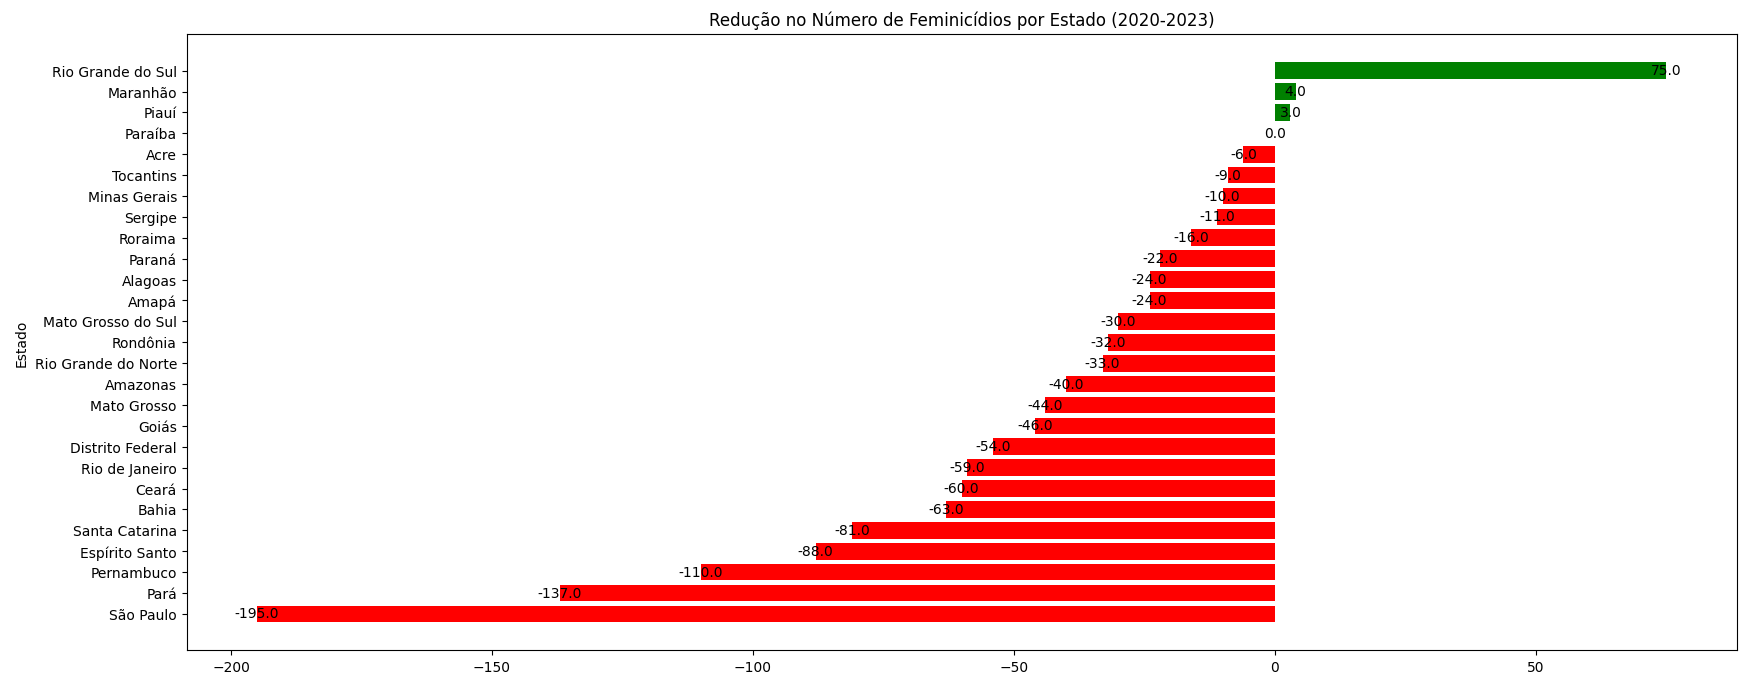 Redução no Número de Feminicídios por Estado (2020-2023)
Estado
Rio Grande do Sul 75.0
Maranhão 4.0
Piauí 3.0
Paraíba 0.0
Acre -6.0
Tocantins -9.0
Minas Gerais -10.0
Sergipe -11.0
Roraima -16.0
Paraná -22.0
Alagoas -24.0
Amapá -24.0
Mato Grosso do Sul -30.0
Rondônia -32.0
Rio Grande do Norte -33.0
Amazonas -40.0
Mato Grosso -44.0
Goiás -46.0
Distrito Federal -54.0
Rio de Janeiro -59.0
Ceará -60.0
Bahia -63.0
Santa Catarina -81.0
Espírito Santo -88.0
Pernambuco -110.0
Pará -137.0
São Paulo -195.0
−200 −150 −100 −50 0 50